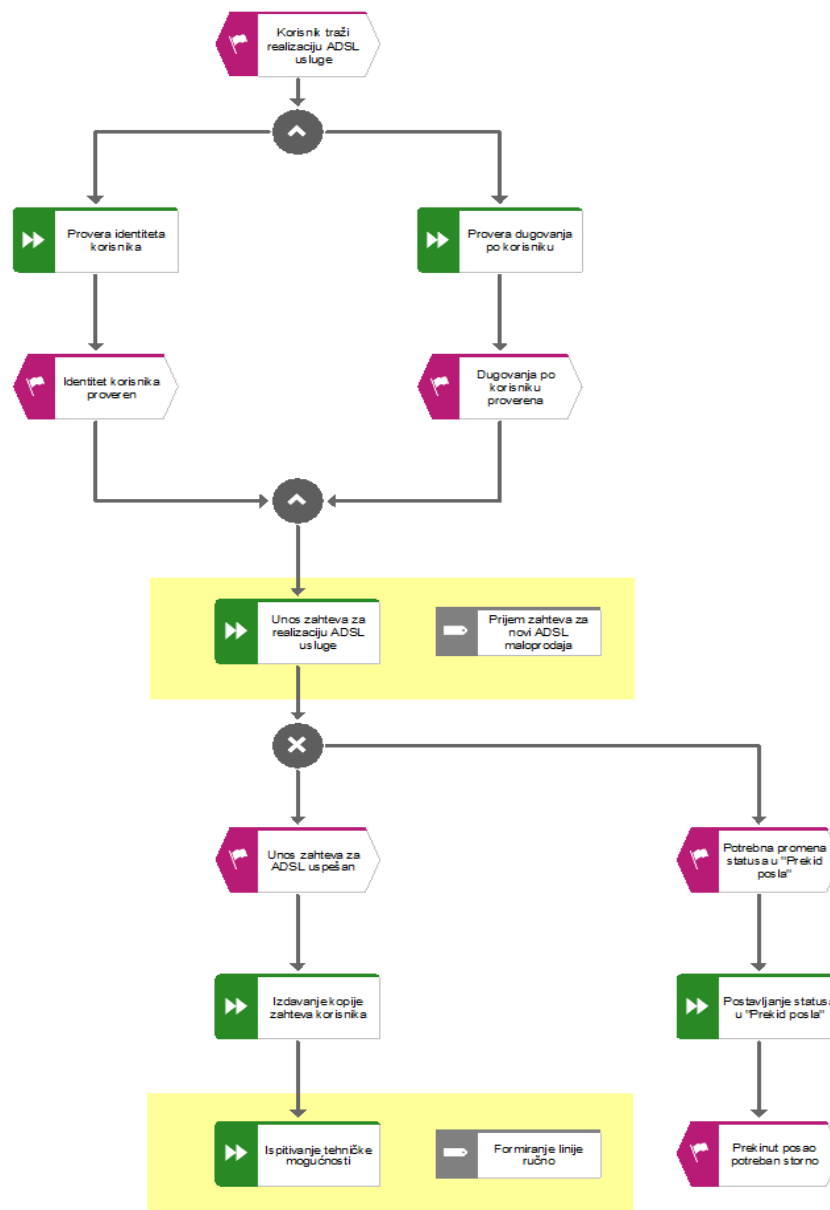 Korisnik traži
realizaciju ADSL
usluge
Provera identiteta
korisnika
Provera dugovanja
po korisniku
Identitet korisnika
proveren
Dugovanja po
korisniku
proverena
Unos zahteva za
realizaciju ADSL
usluge
Prijem zahteva za
novi ADSL
maloprodaja
Unos zahteva za
ADSL uspešan
Potrebna promena
statusa u "Prekid
posla"
Izdavanje kopije
zahteva korisnika
Postavljanje statusa
u "Prekid posla"
Ispitivanje tehničke
mogućnosti
Formiranje linije
ručno
Prekinut posao
potreban storno